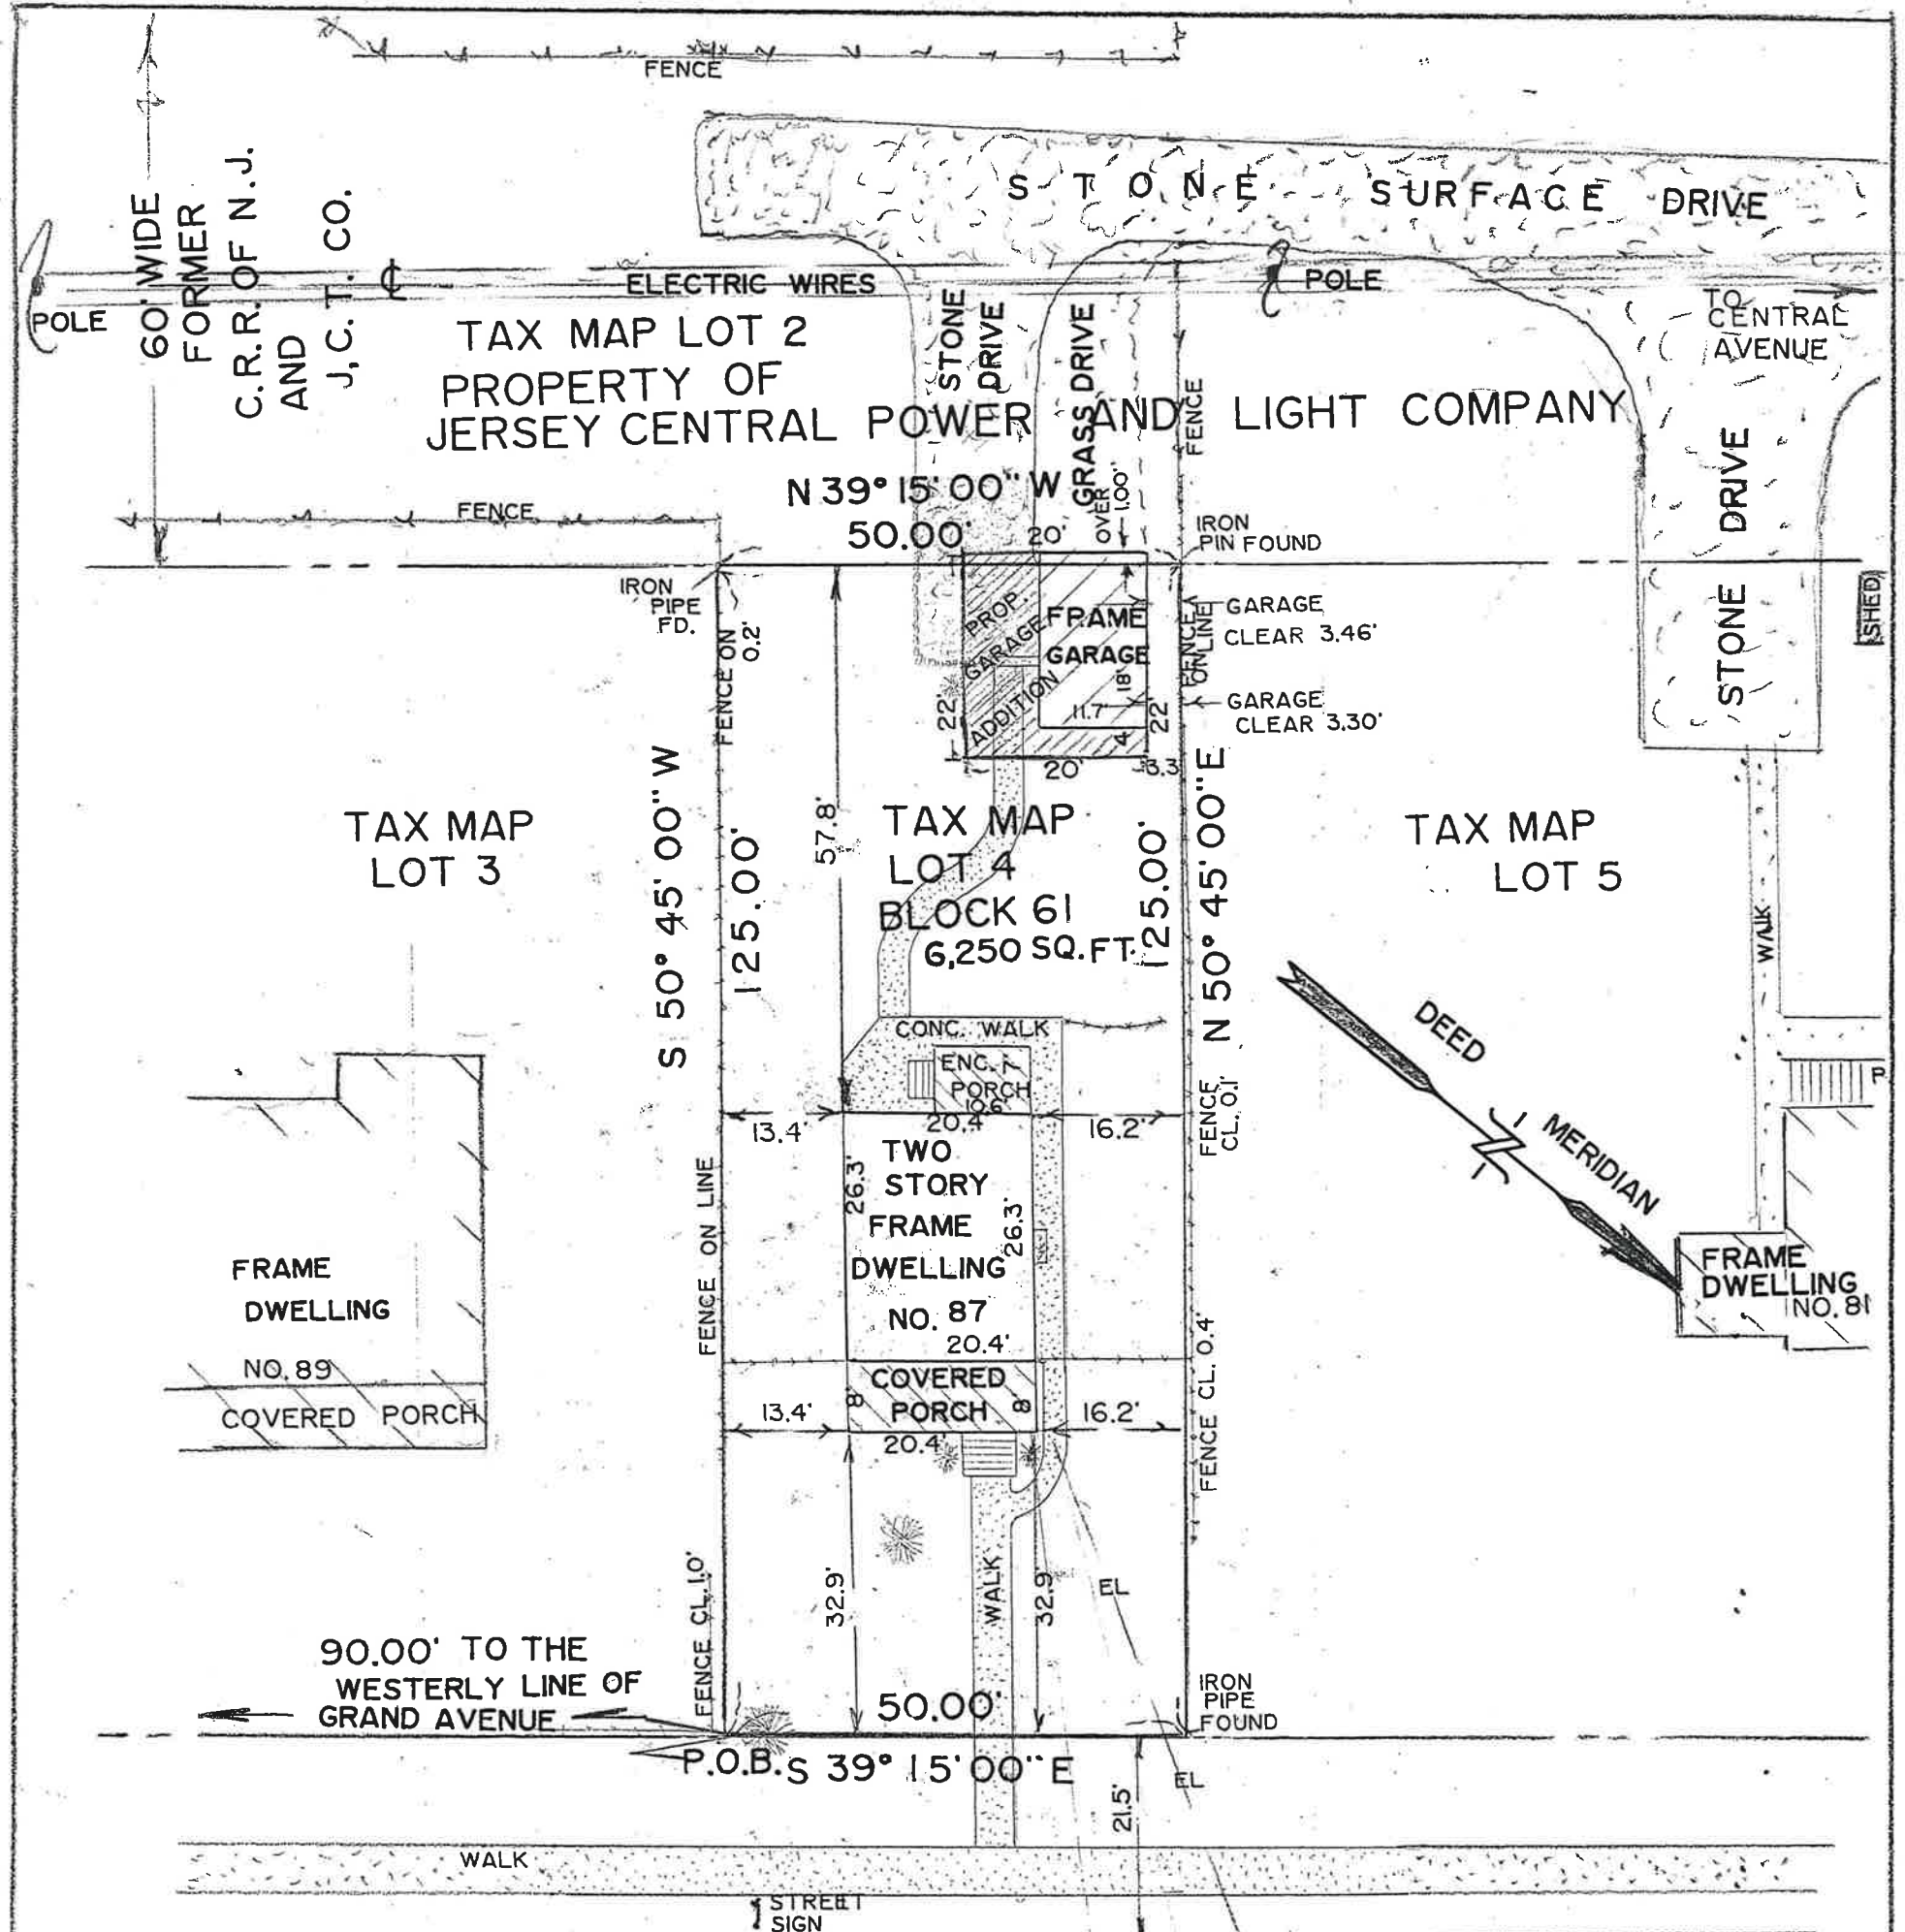 FENCE
STONE SURFACE DRIVE
60' WIDE
FORMER
C.R.R. OF N.J.
AND
J.C.T. CO.
POLE
ELECTRIC WIRES
POLE
TO
CENTRAL
AVENUE
STONE
DRIVE
GRASS DRIVE
FENCE
TAX MAP LOT 2
PROPERTY OF
JERSEY CENTRAL POWER AND LIGHT COMPANY
STONE DRIVE
N 39° 15' 00" W
50.00'
FENCE
20'
OVER
1.00'
IRON
PIN FOUND
IRON
PIPE
FD.
FENCE ON
0.2'
PROP.
GARAGE
ADDITION
FRAME
GARAGE
18'
11.7'
4'
22'
22'
20'
3.3
FENCE
ON LINE
GARAGE
CLEAR 3.46'
GARAGE
CLEAR 3.30'
STONE DRIVE
SHED
S 50° 45' 00" W
125.00'
57.8'
TAX MAP
LOT 3
TAX MAP
LOT 4
BLOCK 61
6,250 SQ. FT.
125.00'
N 50° 45' 00" E
TAX MAP
LOT 5
WALK
DEED
MERIDIAN
CONC. WALK
ENC.
PORCH
10.6'
FENCE
CL. 0.1'
P
13.4'
20.4'
16.2'
26.3'
TWO
STORY
FRAME
DWELLING
NO. 87
26.3'
20.4'
FENCE ON LINE
FRAME
DWELLING
NO. 89
COVERED PORCH
FRAME
DWELLING
NO. 81
COVERED
PORCH
8'
8'
13.4'
16.2'
20.4'
FENCE CL. 0.4'
32.9'
WALK
32.9'
EL
FENCE CL. 1.0'
90.00' TO THE
WESTERLY LINE OF
GRAND AVENUE
50.00'
IRON
PIPE
FOUND
P.O.B. S 39° 15' 00" E
21.5'
EL
WALK
STREET
SIGN